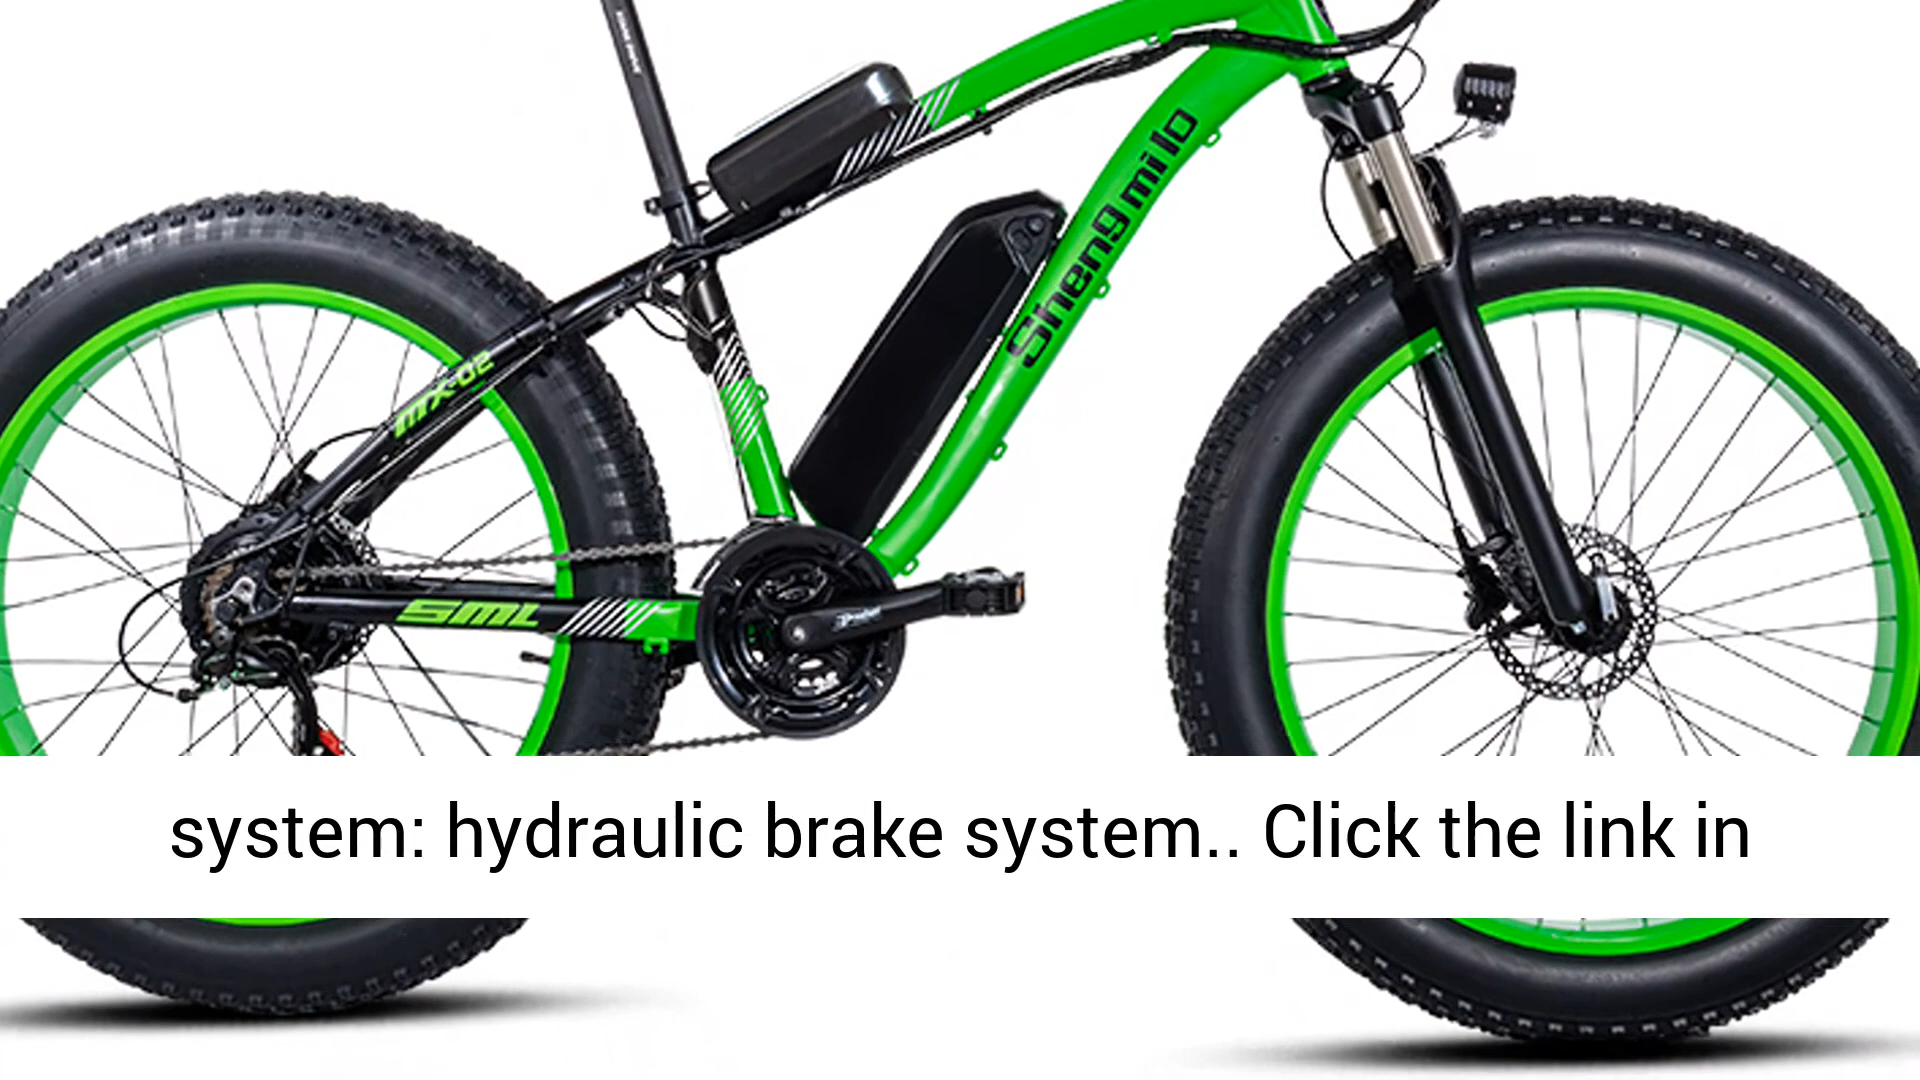 Shengmilo
MX-02
SML
system: hydraulic brake system.. Click the link in